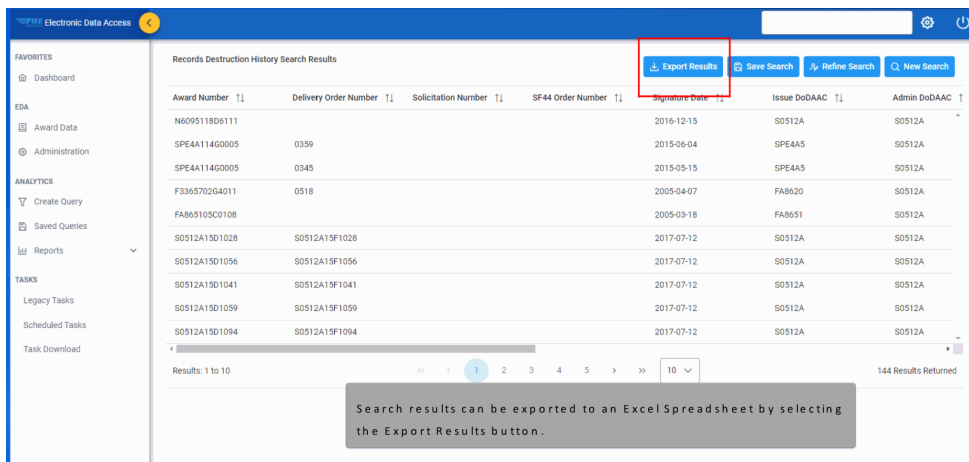 PIEE Electronic Data Access
FAVORITES
Dashboard
EDA
Award Data
Administration
ANALYTICS
Create Query
Saved Queries
Reports
TASKS
Legacy Tasks
Scheduled Tasks
Task Download
Records Destruction History Search Results
Export Results Save Search Refine Search New Search
Award Number Delivery Order Number Solicitation Number SF44 Order Number Signature Date Issue DoDAAC Admin DoDAAC
N6095118D6111 2016-12-15 S0512A S0512A
SPE4A114G0005 0359 2015-06-04 SPE4A5 S0512A
SPE4A114G0005 0345 2015-05-15 SPE4A5 S0512A
F3365702G4011 0518 2005-04-07 FA8620 S0512A
FA865105C0108 2005-03-18 FA8651 S0512A
S0512A15D1028 S0512A15F1028 2017-07-12 S0512A S0512A
S0512A15D1056 S0512A15F1056 2017-07-12 S0512A S0512A
S0512A15D1041 S0512A15F1041 2017-07-12 S0512A S0512A
S0512A15D1059 S0512A15F1059 2017-07-12 S0512A S0512A
S0512A15D1094 S0512A15F1094 2017-07-12 S0512A S0512A
Results: 1 to 10 << < 1 2 3 4 5 > >> 10 144 Results Returned
Search results can be exported to an Excel Spreadsheet by selecting
the Export Results button.